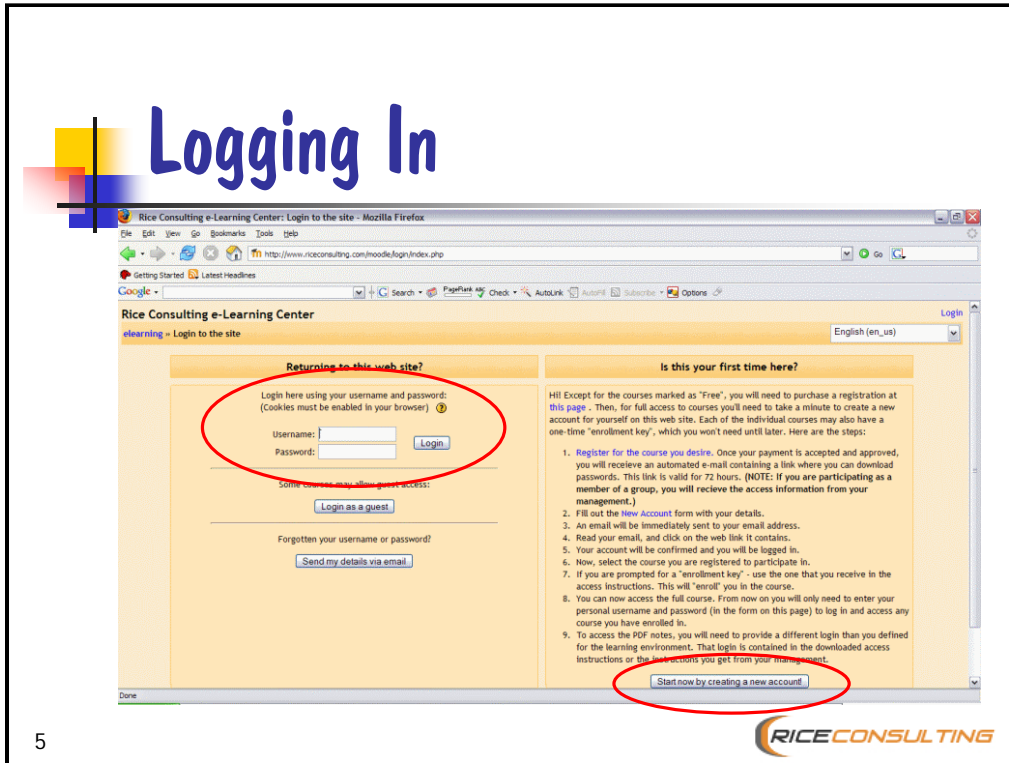 Logging In
Rice Consulting e-Learning Center: Login to the site - Mozilla Firefox
File Edit View Go Bookmarks Tools Help
http://www.riceconsulting.com/moodle/login/index.php
Go
Getting Started Latest Headlines
Google Search PageRank ABC Check AutoLink AutoFill Subscribe Options
Rice Consulting e-Learning Center
Login
elearning » Login to the site
English (en_us)
Returning to this web site?
Login here using your username and password:
(Cookies must be enabled in your browser) ?
Username:
Password:
Login
Some courses may allow guest access:
Login as a guest
Forgotten your username or password?
Send my details via email
Is this your first time here?
Hi! Except for the courses marked as "Free", you will need to purchase a registration at
this page . Then, for full access to courses you'll need to take a minute to create a new
account for yourself on this web site. Each of the individual courses may also have a
one-time "enrollment key", which you won't need until later. Here are the steps:
1. Register for the course you desire. Once your payment is accepted and approved,
you will receieve an automated e-mail containing a link where you can download
passwords. This link is valid for 72 hours. (NOTE: If you are participating as a
member of a group, you will recieve the access information from your
management.)
2. Fill out the New Account form with your details.
3. An email will be immediately sent to your email address.
4. Read your email, and click on the web link it contains.
5. Your account will be confirmed and you will be logged in.
6. Now, select the course you are registered to participate in.
7. If you are prompted for a "enrollment key" - use the one that you receive in the
access instructions. This will "enroll" you in the course.
8. You can now access the full course. From now on you will only need to enter your
personal username and password (in the form on this page) to log in and access any
course you have enrolled in.
9. To access the PDF notes, you will need to provide a different login than you defined
for the learning environment. That login is contained in the downloaded access
instructions or the instructions you get from your management.
Start now by creating a new account!
Done
5
RICECONSULTING